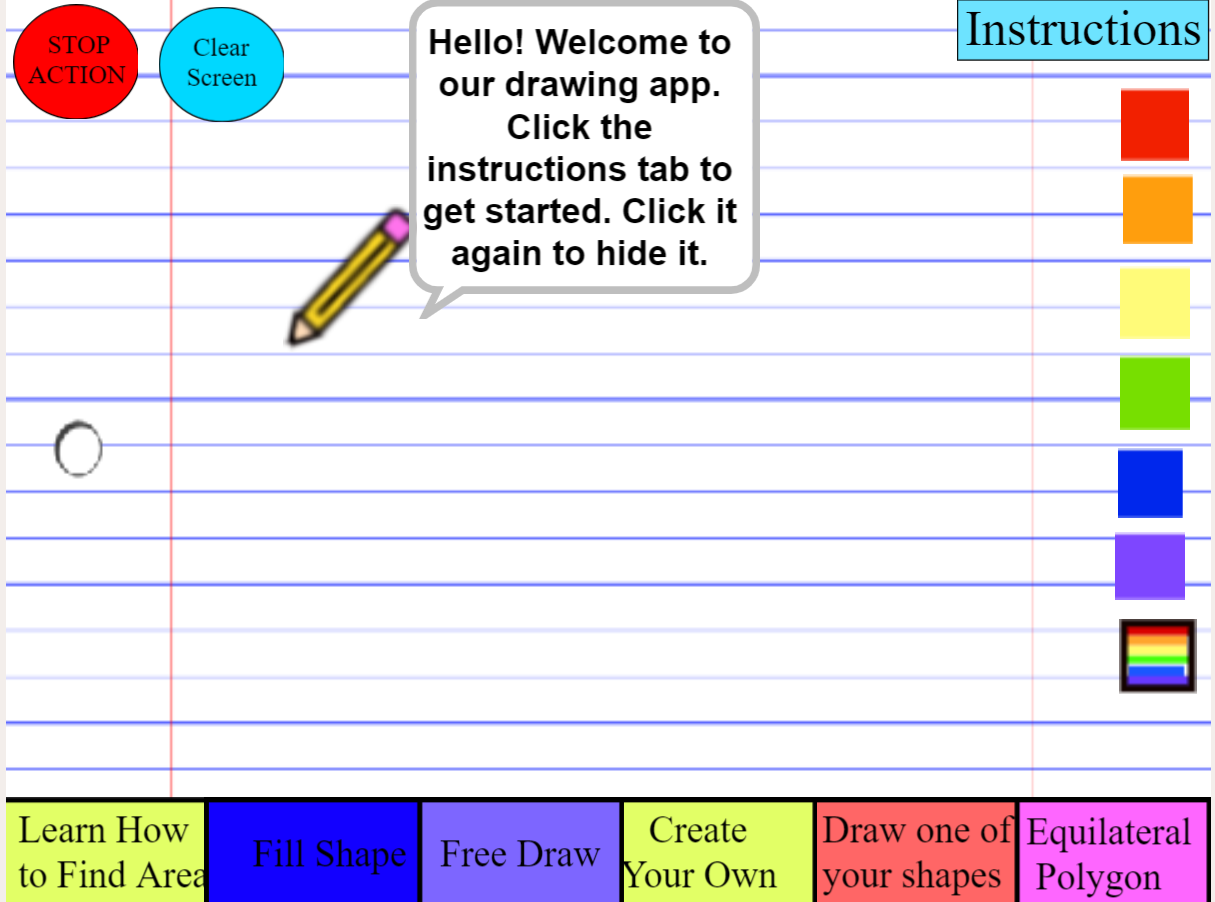 STOP
ACTION
Clear
Screen
Hello! Welcome to
our drawing app.
Click the
instructions tab to
get started. Click it
again to hide it.
Instructions
Learn How
to Find Area
Fill Shape
Free Draw
Create
Your Own
Draw one of
your shapes
Equilateral
Polygon